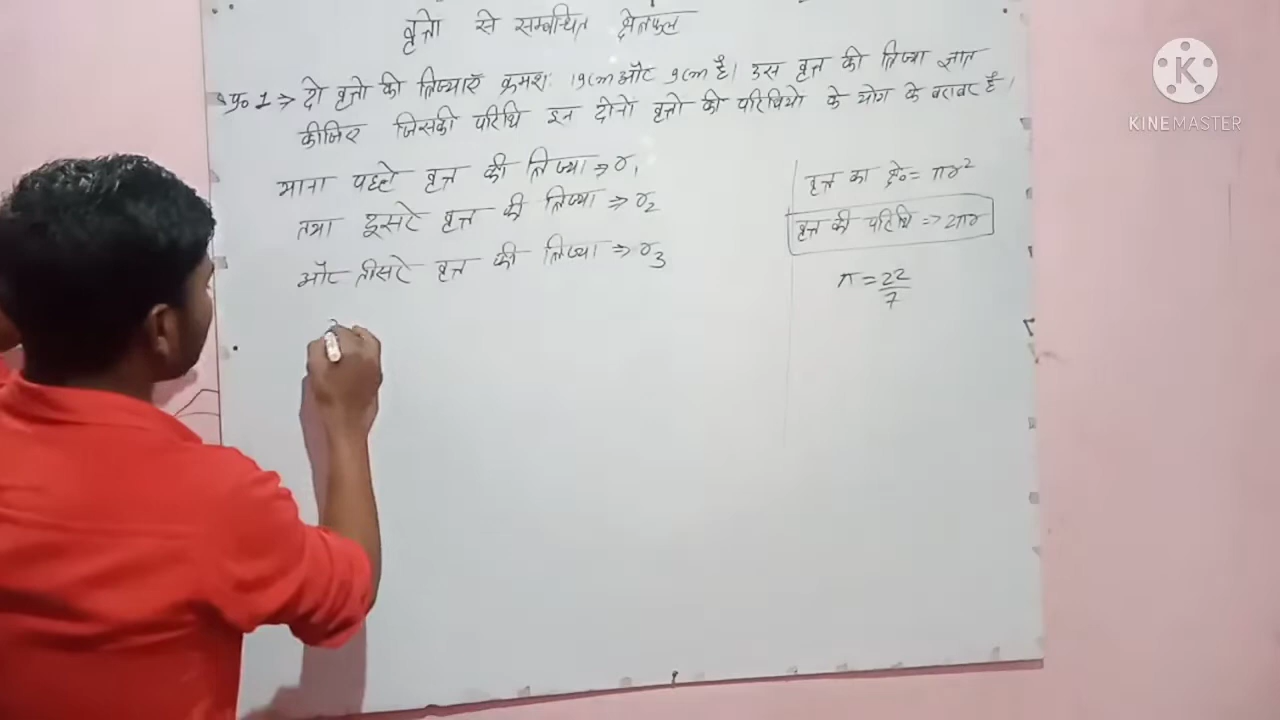 वृत्तो से सम्बन्धित क्षेत्रफल
प्र० 1 ⇒ दो वृत्तो की त्रिज्याएँ क्रमशः 19cm और 9cm है। उस वृत्त की त्रिज्या ज्ञात
कीजिए जिसकी परिधि इन दोनो वृत्तो की परिधियो के योग के बराबर है।
माना पहले वृत्त की त्रिज्या ⇒ r₁
तथा दूसरे वृत्त की त्रिज्या ⇒ r₂
और तीसरे वृत्त की त्रिज्या ⇒ r₃
वृत्त का क्षे० = πr²
वृत्त की परिधि ⇒ 2πr
π = 22/7
KINEMASTER